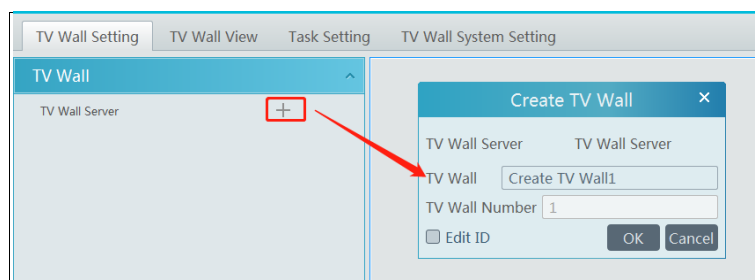 TV Wall Setting TV Wall View Task Setting TV Wall System Setting
TV Wall
TV Wall Server
Create TV Wall
TV Wall Server TV Wall Server
TV Wall Create TV Wall1
TV Wall Number 1
Edit ID OK Cancel